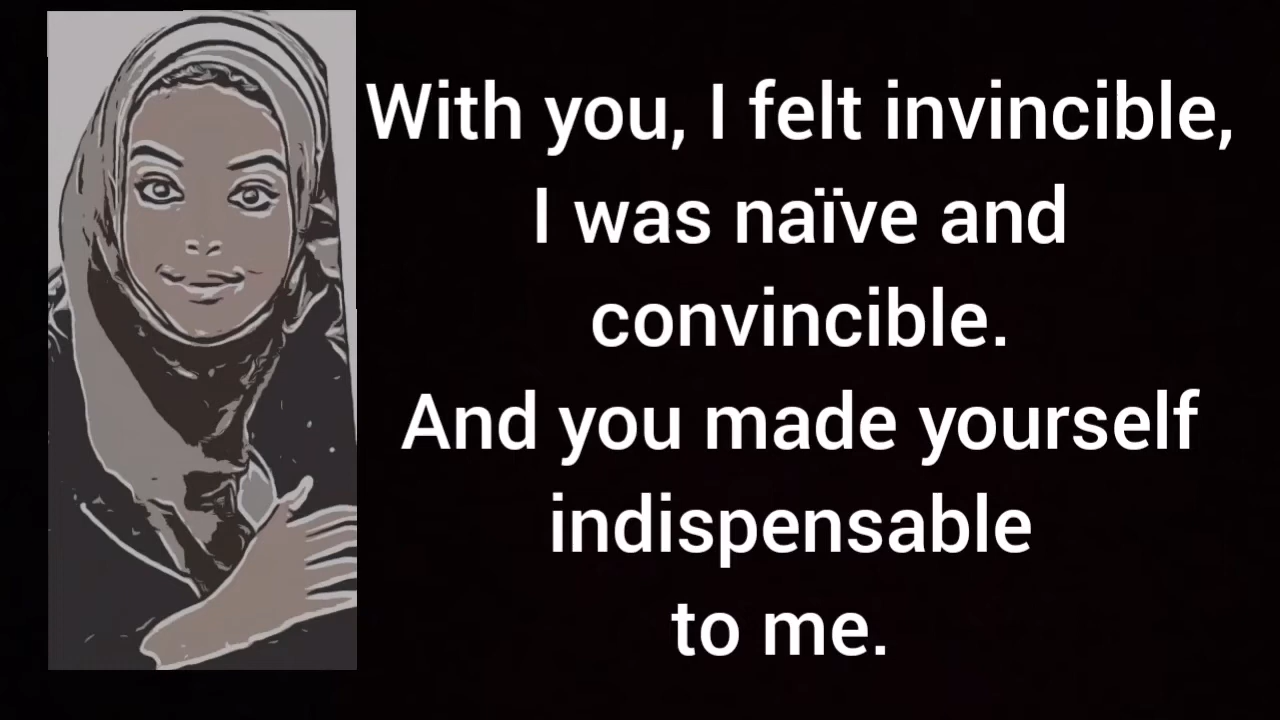 With you, I felt invincible,
I was naïve and
convincible.
And you made yourself
indispensable
to me.